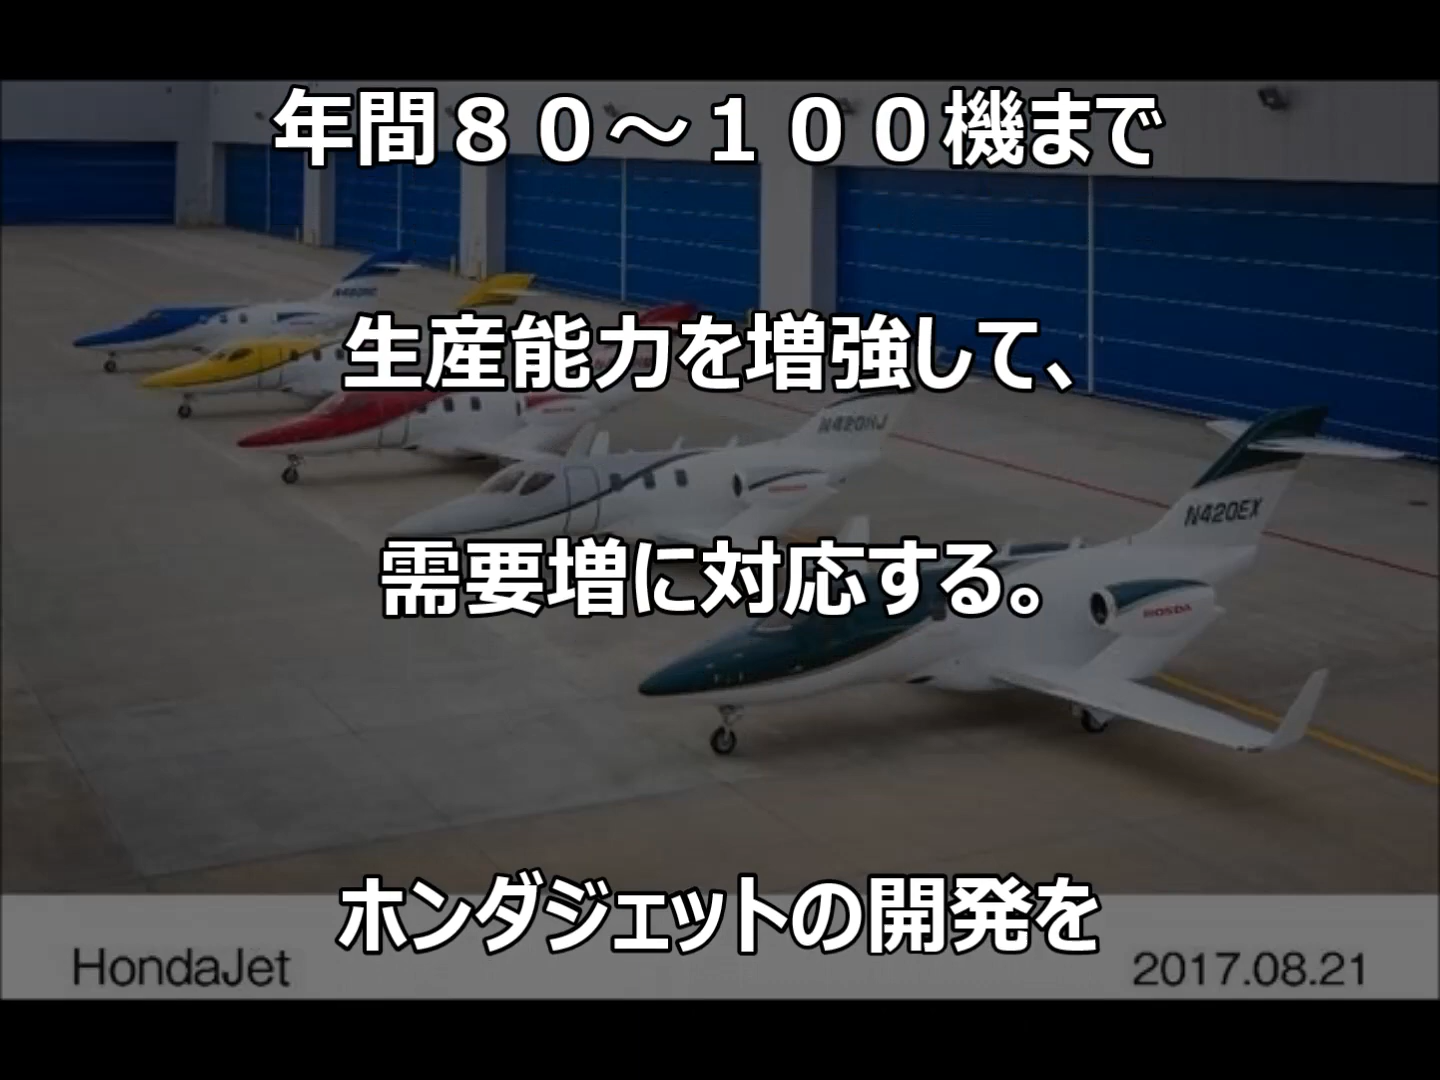 年間８０～１００機まで
生産能力を増強して、
N420EX
需要増に対応する。
HONDA
ホンダジェットの開発を
HondaJet
2017.08.21